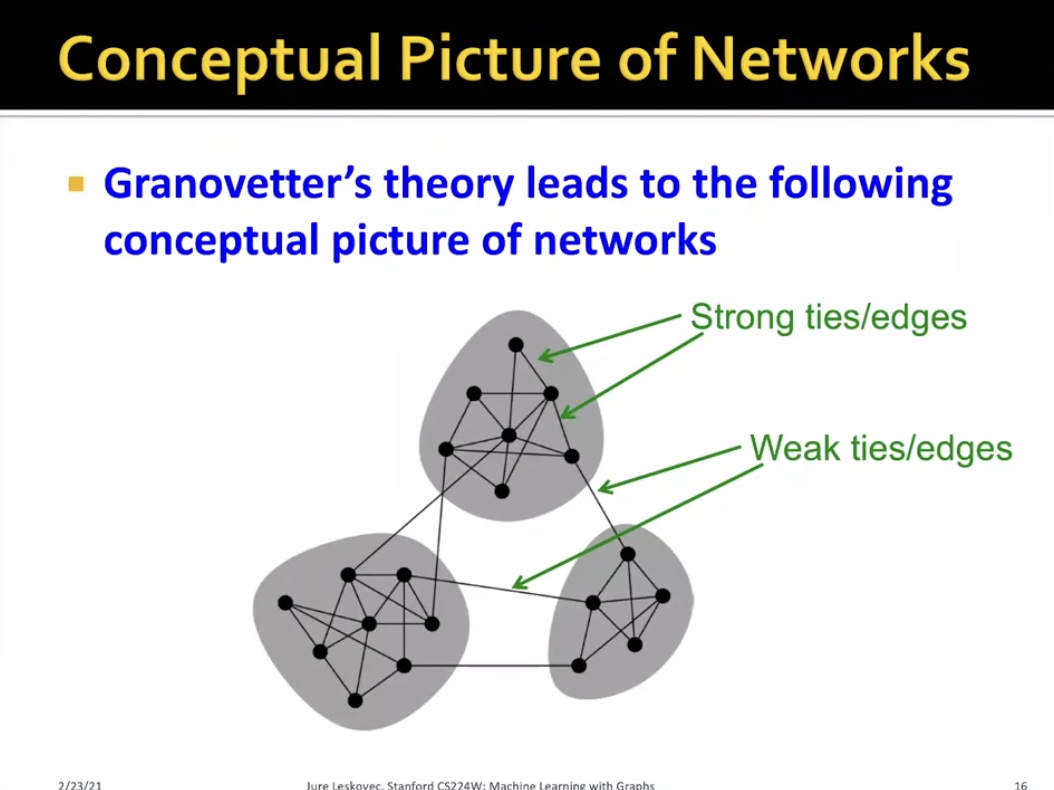 Conceptual Picture of Networks
Granovetter's theory leads to the following
conceptual picture of networks
Strong ties/edges
Weak ties/edges
2/23/21
Jure Leskovec, Stanford CS224W: Machine Learning with Graphs
16